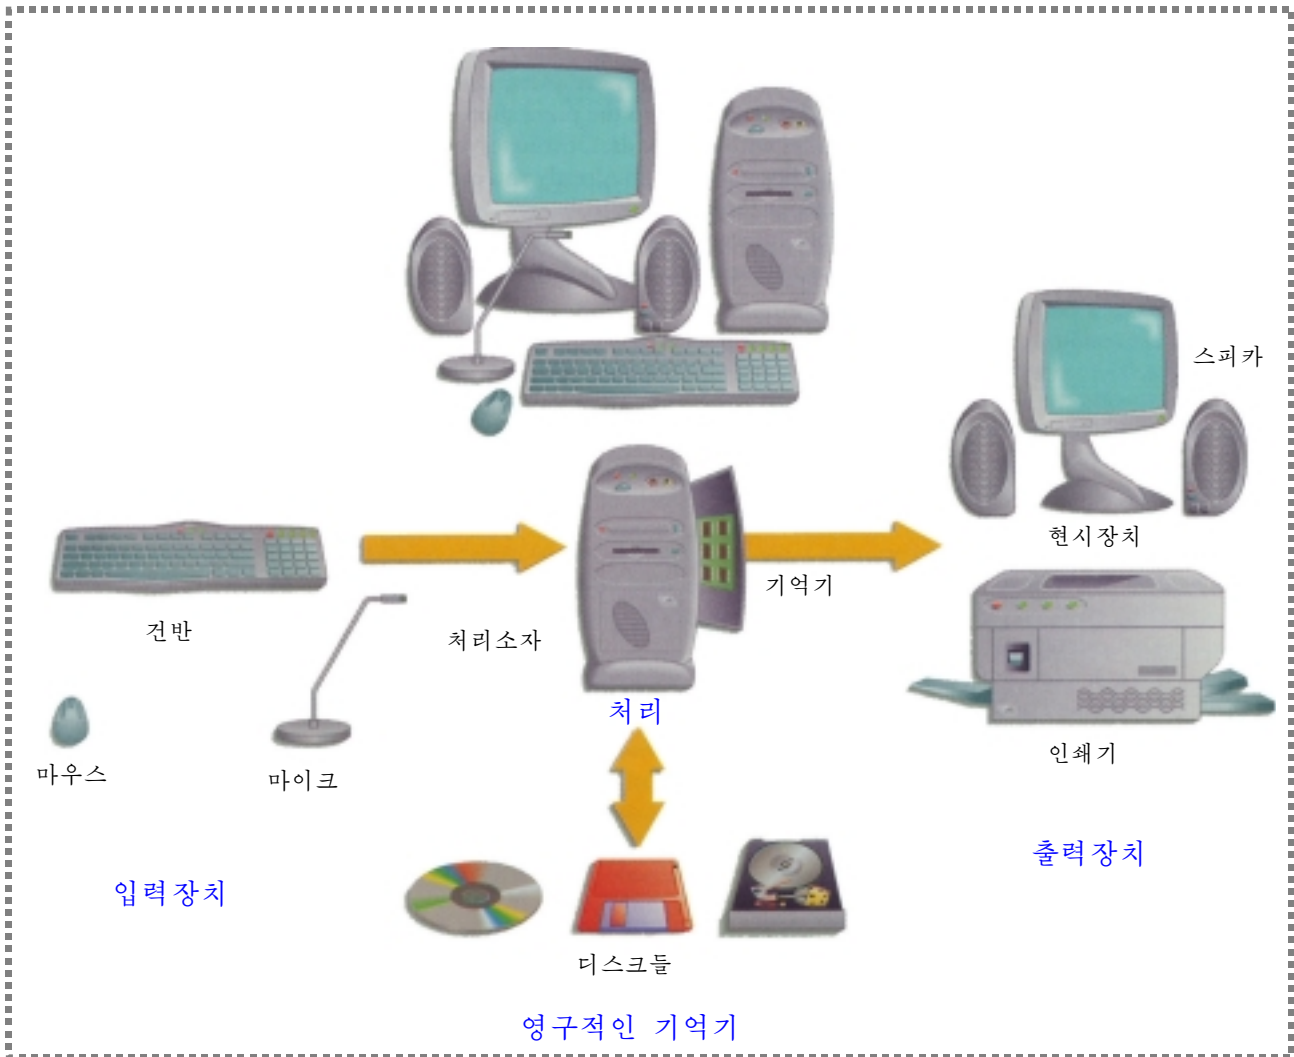 스피카
현시장치
기억기
건반
처리소자
처리
인쇄기
마우스
마이크
출력장치
입력장치
디스크들
영구적인 기억기